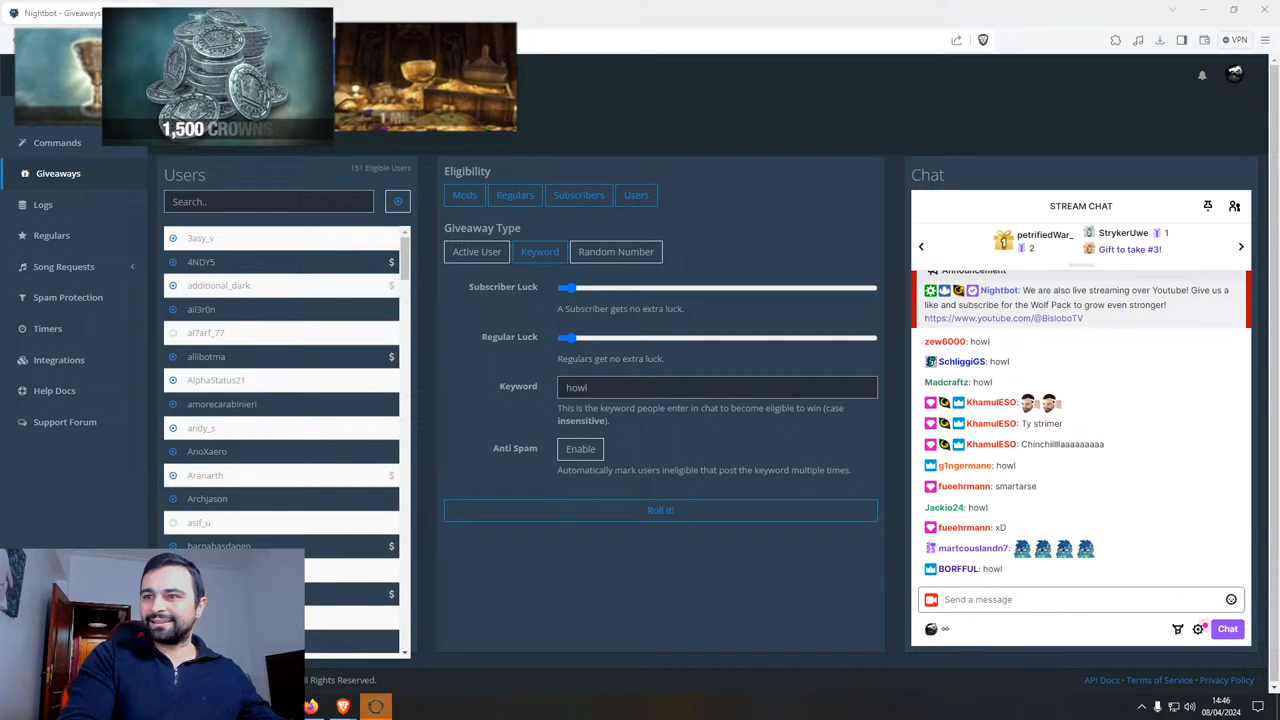 Nightbot - Giveaways
VPN
1,500 CROWNS
Commands
Giveaways
Logs
Regulars
Song Requests
Spam Protection
Timers
Integrations
Help Docs
Support Forum
Users
151 Eligible Users
Search..
3asy_v
4NDY5
$
additional_dark
$
ail3r0n
al7arf_77
allibotma
$
AlphaStatus21
amorecarabinieri
andy_s
AnoXaero
Aranarth
$
Archjason
asif_u
barnabasdango
$
$
Eligibility
Mods
Regulars
Subscribers
Users
Giveaway Type
Active User
Keyword
Random Number
Subscriber Luck
A Subscriber gets no extra luck.
Regular Luck
Regulars get no extra luck.
Keyword
howl
This is the keyword people enter in chat to become eligible to win (case
insensitive).
Anti Spam
Enable
Automatically mark users ineligible that post the keyword multiple times.
Roll It!
Chat
STREAM CHAT
petrifiedWar_
2
StrykerUwe 1
Gift to take #3!
Announcement
Nightbot: We are also live streaming over Youtube! Give us a
like and subscribe for the Wolf Pack to grow even stronger!
https://www.youtube.com/@BisloboTV
zew6000: howl
SchliggiGS: howl
Madcraftz: howl
KhamulESO:
KhamulESO: Ty strimer
KhamulESO: Chinchiilllaaaaaaaaa
g1ngermane: howl
fueehrmann: smartarse
Jackio24: howl
fueehrmann: xD
martcouslandn7:
BORFFUL: howl
Send a message
∞
Chat
ll Rights Reserved.
API Docs · Terms of Service · Privacy Policy
14:46
08/04/2024